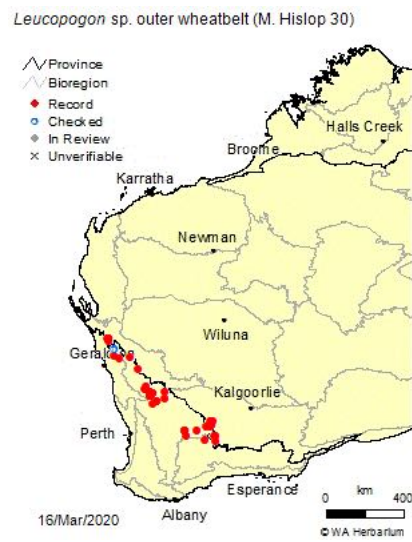 Leucopogon sp. outer wheatbelt (M. Hislop 30)
Province
Bioregion
Record
Checked
In Review
Unverifiable
Halls Creek
Broome
Karratha
Newman
Wiluna
Kalgoorlie
Perth
Esperance
Albany
km
0 400
16/Mar/2020
© WA Herbarium